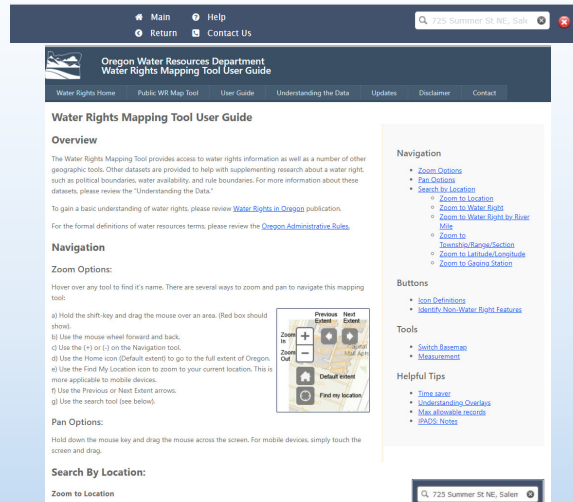 Main
Help
725 Summer St NE, Sale
Return
Contact Us
Oregon Water Resources Department
Water Rights Mapping Tool User Guide
Water Rights Home
Public WR Map Tool
User Guide
Understanding the Data
Updates
Disclaimer
Contact
Water Rights Mapping Tool User Guide
Overview
The Water Rights Mapping Tool provides access to water rights information as well as a number of other
geographic tools. Other datasets are provided to help with supplementing research about a water right,
such as political boundaries, water availability, and rule boundaries. For more information about these
datasets, please review the "Understanding the Data."
To gain a basic understanding of water rights, please review Water Rights in Oregon publication.
For the formal definitions of water resources terms, please review the Oregon Administrative Rules.
Navigation
Zoom Options:
Hover over any tool to find it's name. There are several ways to zoom and pan to navigate this mapping
tool:
a) Hold the shift-key and drag the mouse over an area. (Red box should
show).
b) Use the mouse wheel forward and back.
c) Use the (+) or (-) on the Navigation tool.
d) Use the Home icon (Default extent) to go to the full extent of Oregon.
e) Use the Find My Location icon to zoom to your current location. This is
more applicable to mobile devices.
f) Use the Previous or Next Extent arrows.
g) Use the search tool (see below).
Previous Extent
Next Extent
Zoom In
+
Zoom Out
−
Default extent
Find my location
Pan Options:
Hold down the mouse key and drag the mouse across the screen. For mobile devices, simply touch the
screen and drag.
Search By Location:
Zoom to Location
Navigation
Zoom Options
Pan Options
Search by Location
Zoom to Location
Zoom to Water Right
Zoom to Water Right by River
Mile
Zoom to
Township/Range/Section
Zoom to Latitude/Longitude
Zoom to Gaging Station
Buttons
Icon Definitions
Identify Non-Water Right Features
Tools
Switch Basemap
Measurement
Helpful Tips
Time saver
Understanding Overlays
Max allowable records
IPADS: Notes
725 Summer St NE, Salem